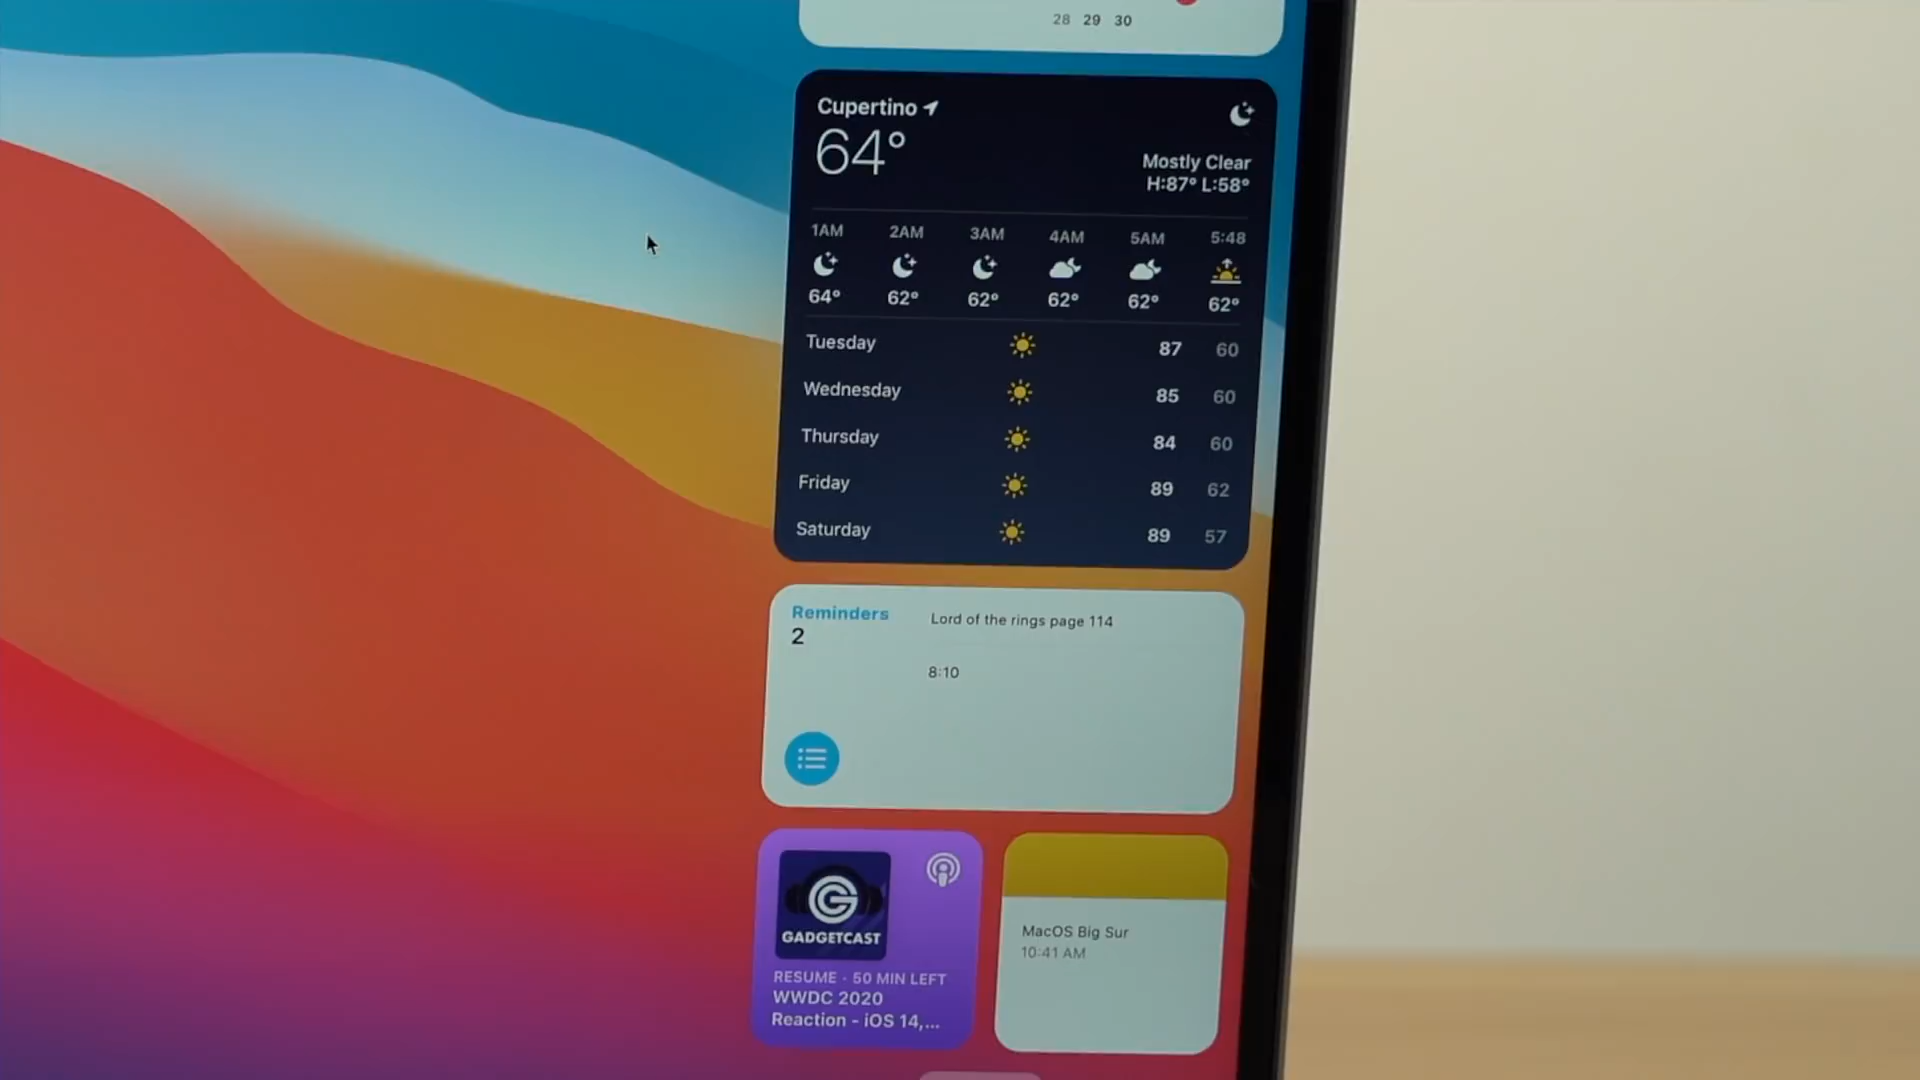 28 29 30
Cupertino
64°
Mostly Clear
H:87° L:58°
1AM 2AM 3AM 4AM 5AM 5:48
64° 62° 62° 62° 62° 62°
Tuesday 87 60
Wednesday 85 60
Thursday 84 60
Friday 89 62
Saturday 89 57
Reminders
2
Lord of the rings page 114
8:10
GADGETCAST
RESUME · 50 MIN LEFT
WWDC 2020
Reaction - iOS 14,...
MacOS Big Sur
10:41 AM